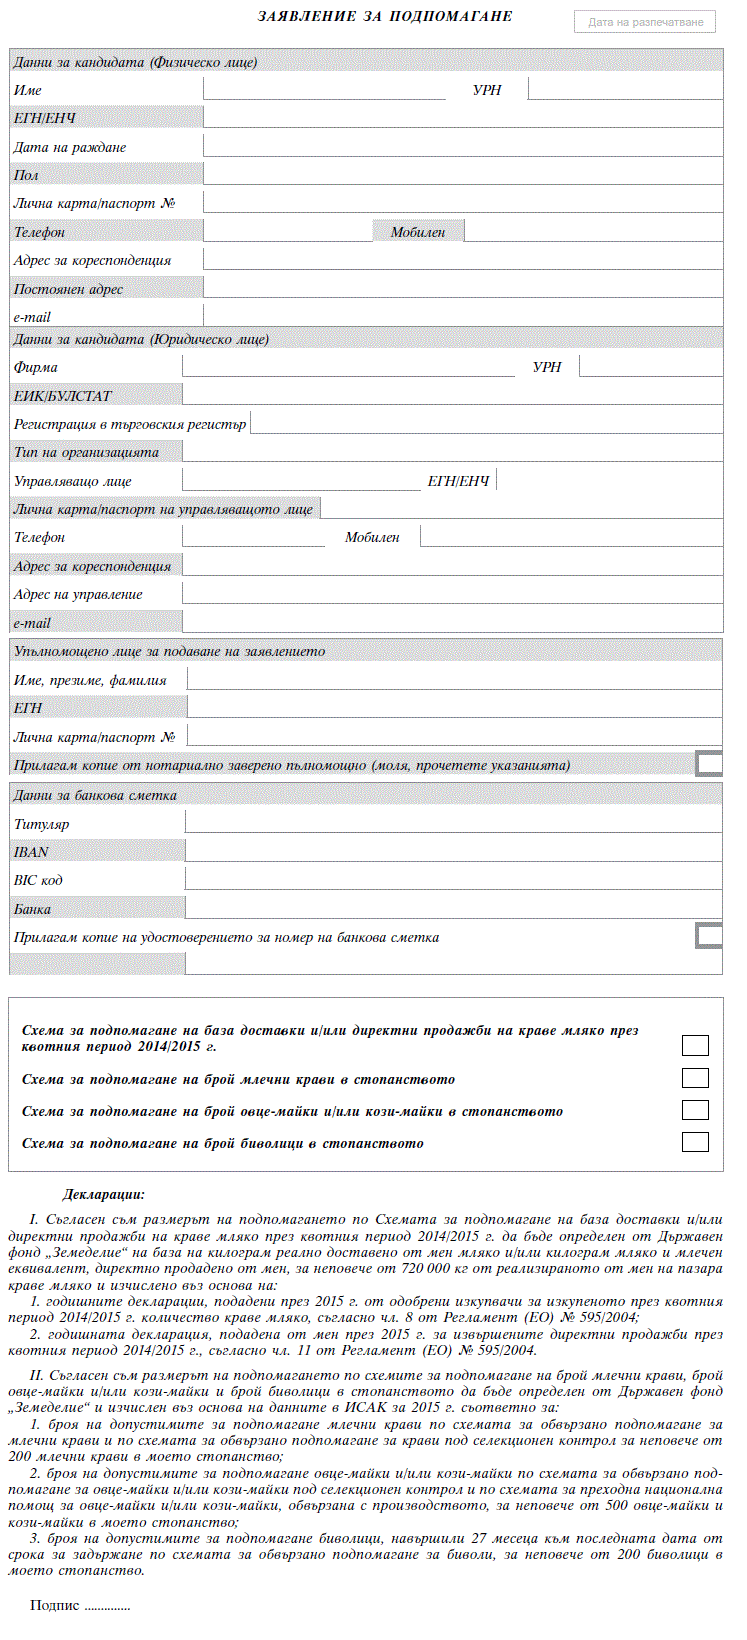 ЗАЯВЛЕНИЕ ЗА ПОДПОМАГАНЕ
Дата на разпечатване
Данни за кандидата (Физическо лице)
Име УРН
ЕГН/ЕНЧ
Дата на раждане
Пол
Лична карта/паспорт №
Телефон Мобилен
Адрес за кореспонденция
Постоянен адрес
e-mail
Данни за кандидата (Юридическо лице)
Фирма УРН
ЕИК/БУЛСТАТ
Регистрация в търговския регистър
Тип на организацията
Управляващо лице ЕГН/ЕНЧ
Лична карта/паспорт на управляващото лице
Телефон Мобилен
Адрес за кореспонденция
Адрес на управление
e-mail
Упълномощено лице за подаване на заявлението
Име, презиме, фамилия
ЕГН
Лична карта/паспорт №
Прилагам копие от нотариално заверено пълномощно (моля, прочетете указанията)
Данни за банкова сметка
Титуляр
IBAN
BIC код
Банка
Прилагам копие на удостоверението за номер на банкова сметка
Схема за подпомагане на база доставки и/или директни продажби на краве мляко през
квотния период 2014/2015 г.
Схема за подпомагане на брой млечни крави в стопанството
Схема за подпомагане на брой овце-майки и/или кози-майки в стопанството
Схема за подпомагане на брой биволици в стопанството
Декларации:
I. Съгласен съм размерът на подпомагането по Схемата за подпомагане на база доставки и/или
директни продажби на краве мляко през квотния период 2014/2015 г. да бъде определен от Държавен
фонд „Земеделие“ на база на килограм реално доставено от мен мляко и/или килограм мляко и млечен
еквивалент, директно продадено от мен, за неповече от 720 000 кг от реализираното от мен на пазара
краве мляко и изчислено въз основа на:
1. годишните декларации, подадени през 2015 г. от одобрени изкупвачи за изкупеното през квотния
период 2014/2015 г. количество краве мляко, съгласно чл. 8 от Регламент (ЕО) № 595/2004;
2. годишната декларация, подадена от мен през 2015 г. за извършените директни продажби през
квотния период 2014/2015 г., съгласно чл. 11 от Регламент (ЕО) № 595/2004.
II. Съгласен съм размерът на подпомагането по схемите за подпомагане на брой млечни крави, брой
овце-майки и/или кози-майки и брой биволици в стопанството да бъде определен от Държавен фонд
„Земеделие“ и изчислен въз основа на данните в ИСАК за 2015 г. съответно за:
1. броя на допустимите за подпомагане млечни крави по схемата за обвързано подпомагане за
млечни крави и по схемата за обвързано подпомагане за крави под селекционен контрол за неповече от
200 млечни крави в моето стопанство;
2. броя на допустимите за подпомагане овце-майки и/или кози-майки по схемата за обвързано под-
помагане за овце-майки и/или кози-майки под селекционен контрол и по схемата за преходна национална
помощ за овце-майки и/или кози-майки, обвързана с производството, за неповече от 500 овце-майки и
кози-майки в моето стопанство;
3. броя на допустимите за подпомагане биволици, навършили 27 месеца към последната дата от
срока за задържане по схемата за обвързано подпомагане за биволи, за неповече от 200 биволици в
моето стопанство.
Подпис ..............